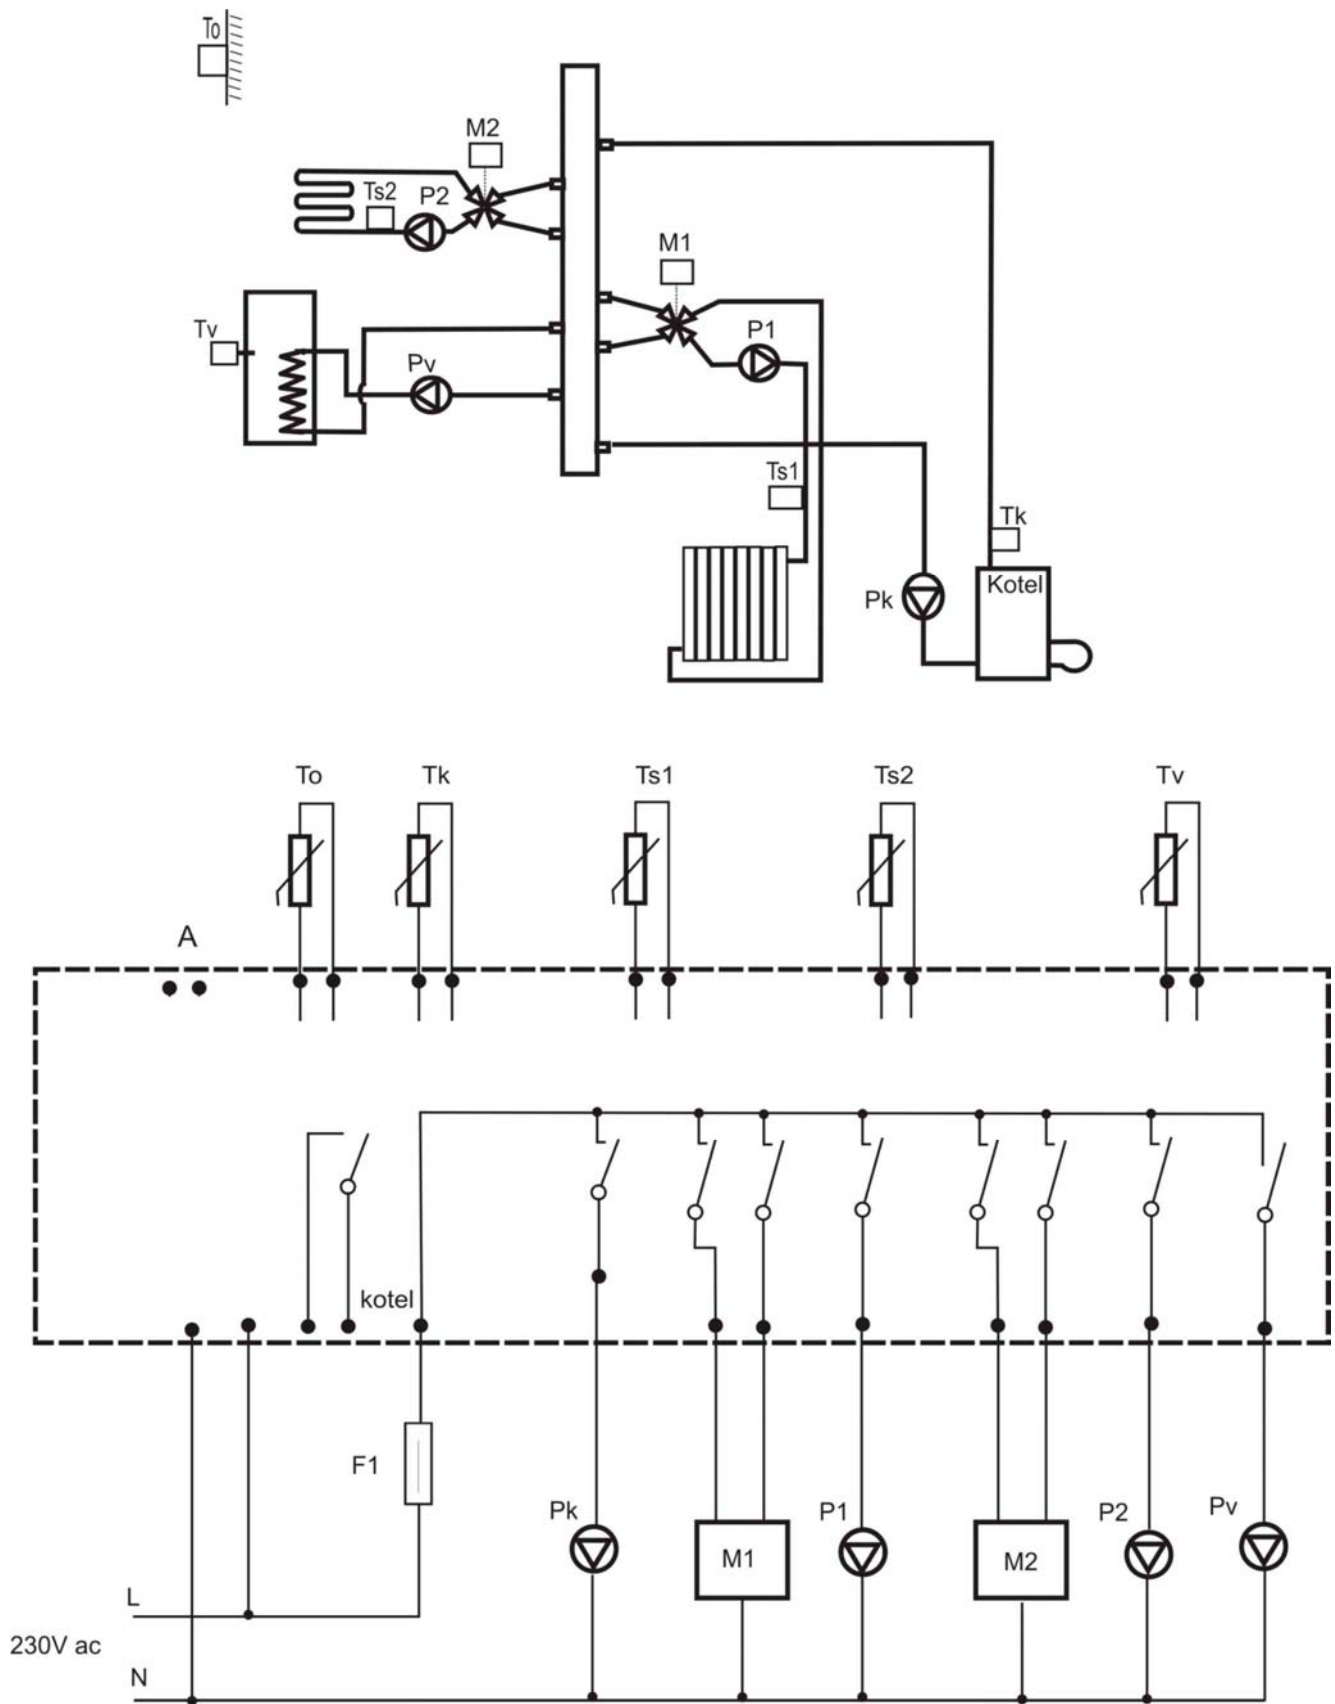 To
M2
Ts2
P2
M1
Tv
P1
Pv
Ts1
Tk
Kotel
Pk
To
Tk
Ts1
Ts2
Tv
A
kotel
F1
Pk
P1
P2
Pv
M1
M2
L
230V ac
N